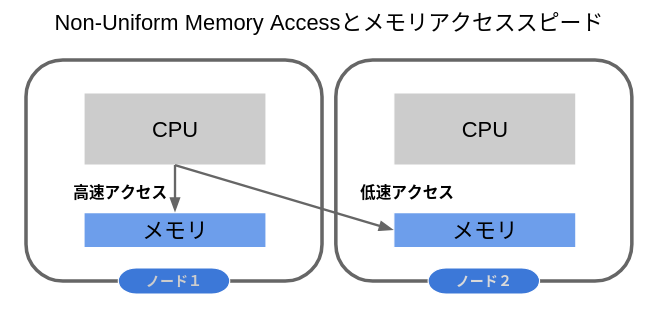 Non-Uniform Memory Accessとメモリアクセススピード
CPU
CPU
高速アクセス
低速アクセス
メモリ
メモリ
ノード１
ノード２